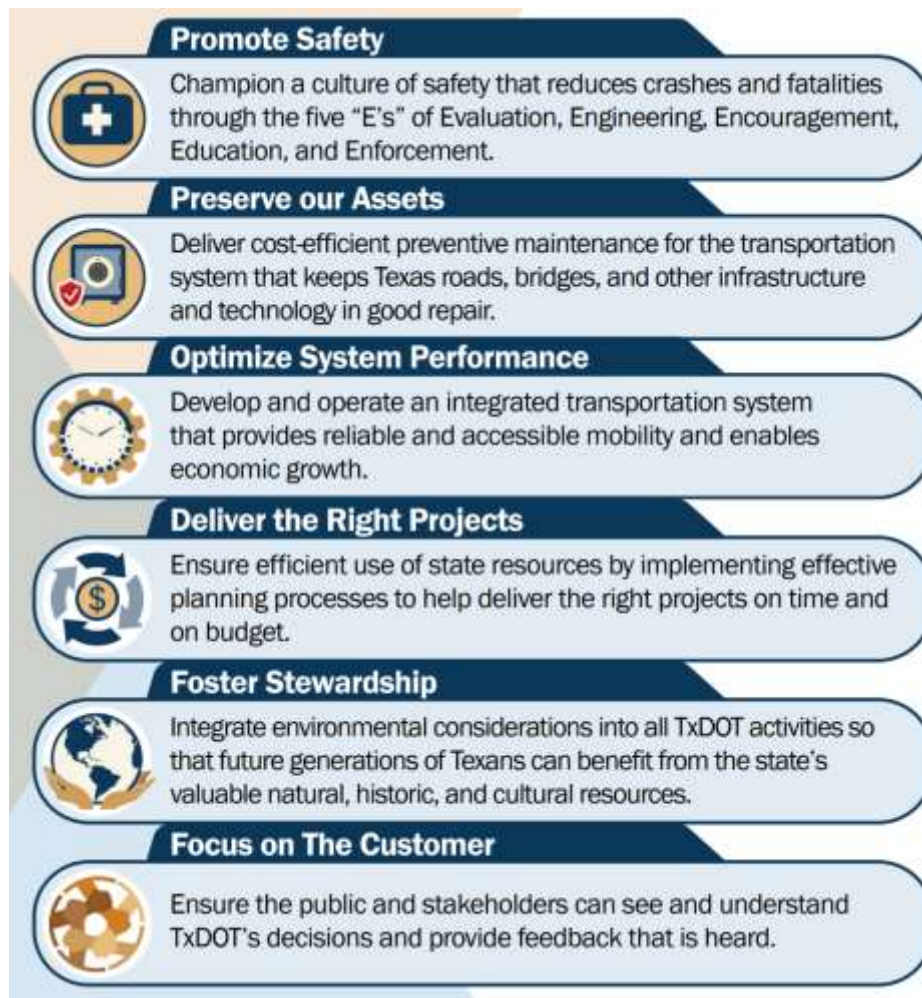 Promote Safety
Champion a culture of safety that reduces crashes and fatalities
through the five “E’s” of Evaluation, Engineering, Encouragement,
Education, and Enforcement.
Preserve our Assets
Deliver cost-efficient preventive maintenance for the transportation
system that keeps Texas roads, bridges, and other infrastructure
and technology in good repair.
Optimize System Performance
Develop and operate an integrated transportation system
that provides reliable and accessible mobility and enables
economic growth.
Deliver the Right Projects
Ensure efficient use of state resources by implementing effective
planning processes to help deliver the right projects on time and
on budget.
Foster Stewardship
Integrate environmental considerations into all TxDOT activities so
that future generations of Texans can benefit from the state’s
valuable natural, historic, and cultural resources.
Focus on The Customer
Ensure the public and stakeholders can see and understand
TxDOT’s decisions and provide feedback that is heard.
$